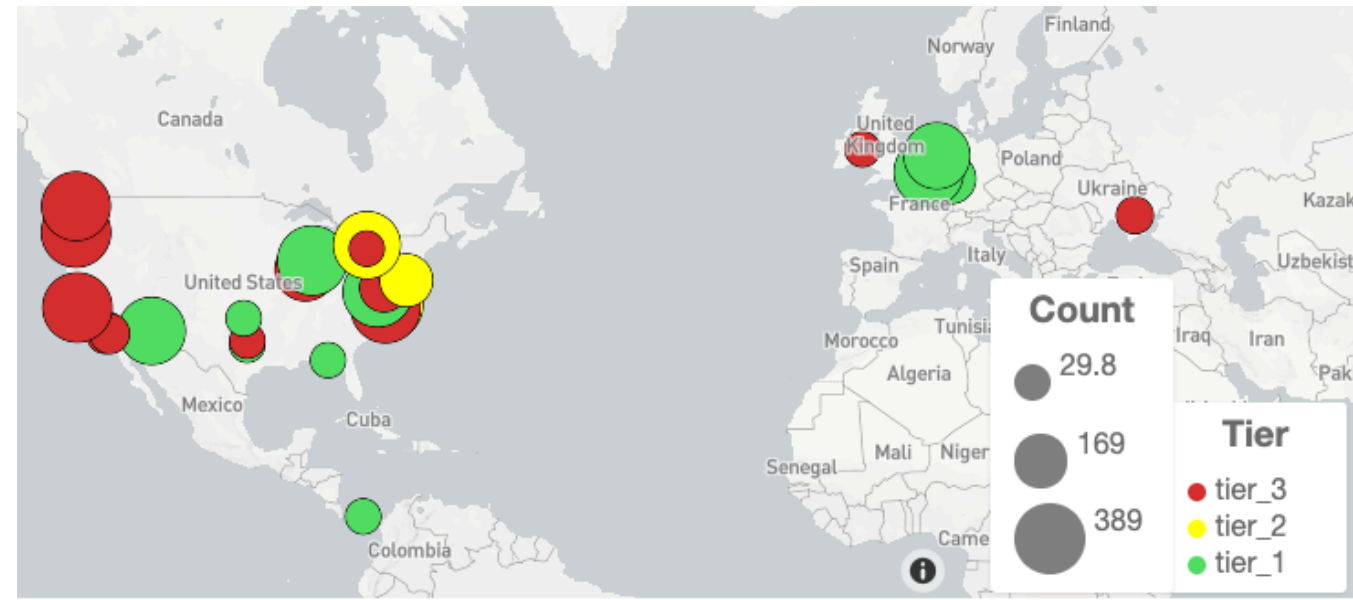 Finland
Norway
Canada
United
Kingdom
Poland
Ukraine
France
Kazak
United States
Spain
Italy
Uzbekist
Count
29.8
Morocco
Tunisia
Iraq
Iran
Algeria
Pak
Mexico
Cuba
Tier
169
Mali
Niger
Senegal
tier_3
389
tier_2
Came
Colombia
tier_1